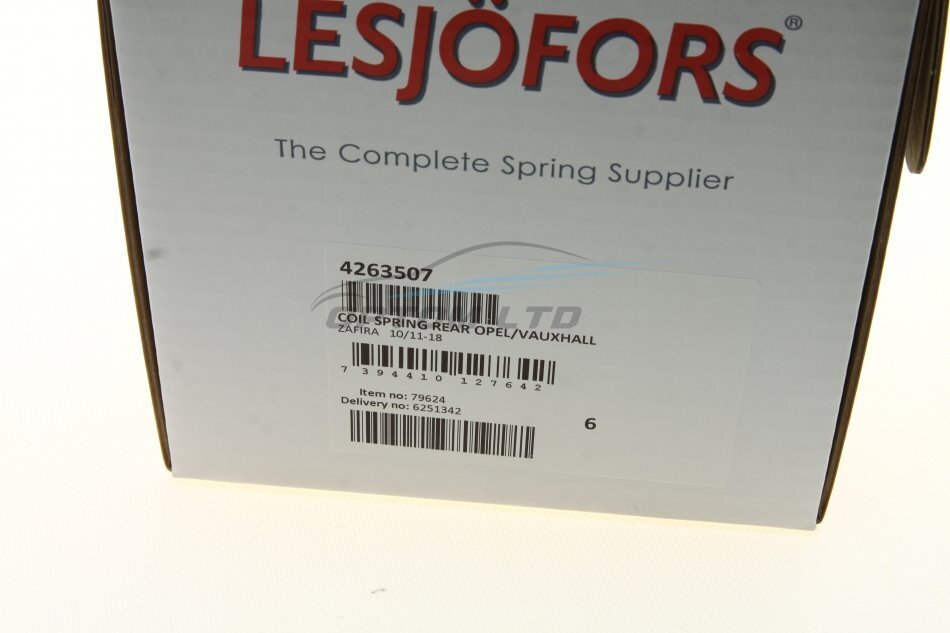 LESJÖFORS®
The Complete Spring Supplier
4263507
COIL SPRING REAR OPEL/VAUXHALL
ZAFIRA 10/11-18
7 394410 127642
Item no: 79624
Delivery no: 6251342
6
LTD